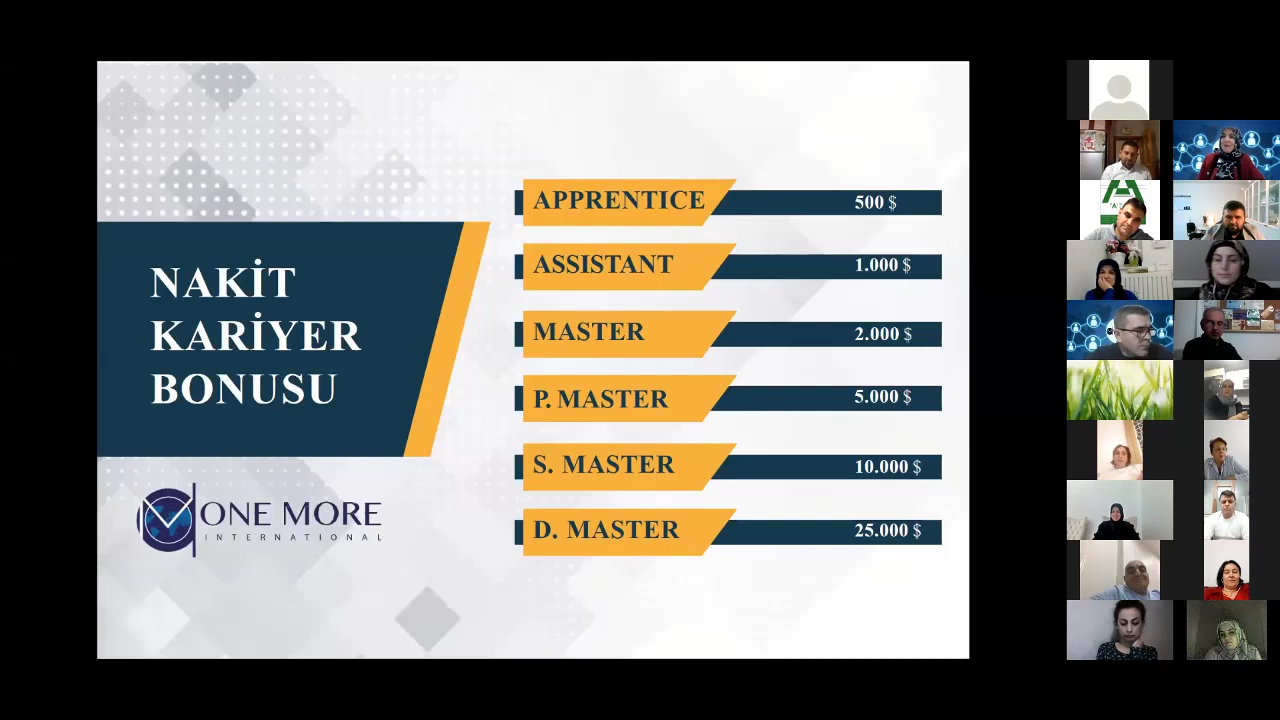 NAKİT
KARİYER
BONUSU
ONE MORE
INTERNATIONAL
APPRENTICE 500 $
ASSISTANT 1.000 $
MASTER 2.000 $
P. MASTER 5.000 $
S. MASTER 10.000 $
D. MASTER 25.000 $